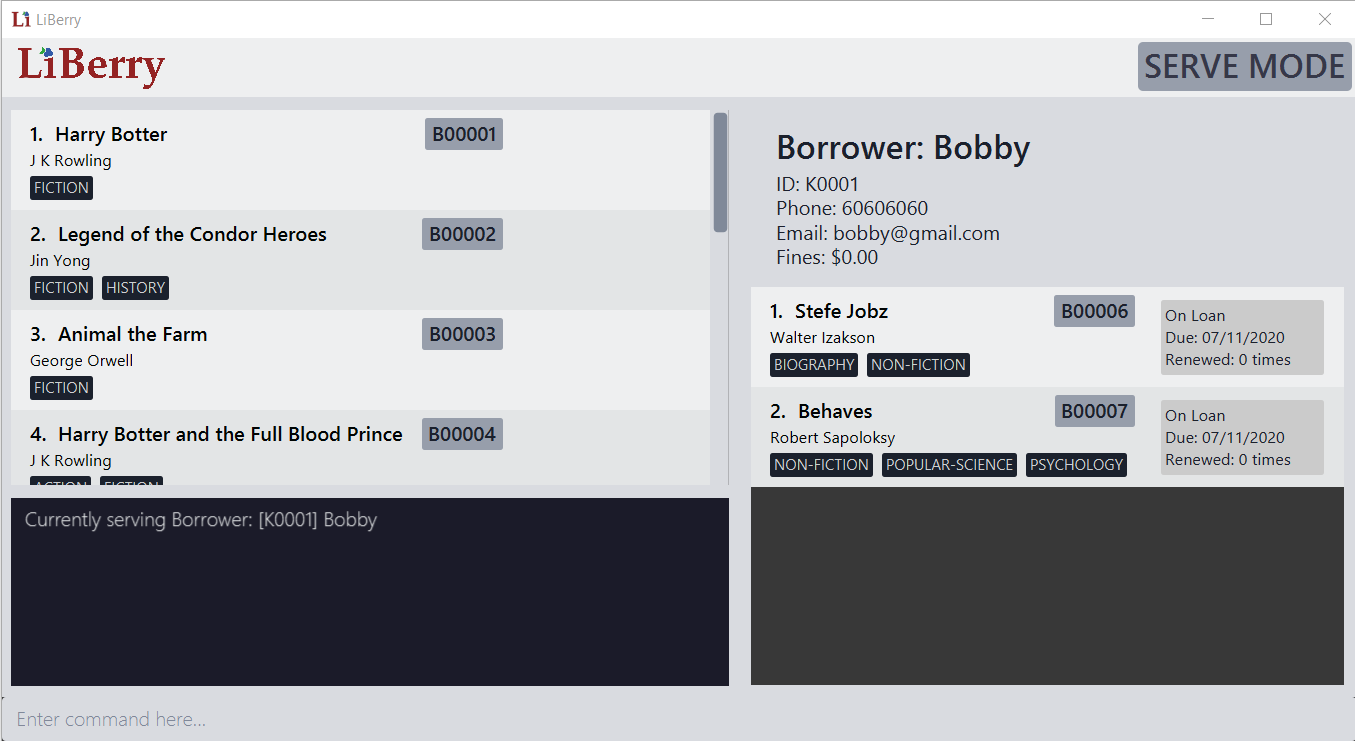 LiBerry
LiBerry
SERVE MODE
1. Harry Botter
B00001
J K Rowling
FICTION
2. Legend of the Condor Heroes
B00002
Jin Yong
FICTION HISTORY
3. Animal the Farm
B00003
George Orwell
FICTION
4. Harry Botter and the Full Blood Prince
B00004
J K Rowling
ACTION FICTION
Currently serving Borrower: [K0001] Bobby
Borrower: Bobby
ID: K0001
Phone: 60606060
Email: bobby@gmail.com
Fines: $0.00
1. Stefe Jobz
B00006
Walter Izakson
BIOGRAPHY NON-FICTION
On Loan
Due: 07/11/2020
Renewed: 0 times
2. Behaves
B00007
Robert Sapoloksy
NON-FICTION POPULAR-SCIENCE PSYCHOLOGY
On Loan
Due: 07/11/2020
Renewed: 0 times
Enter command here...